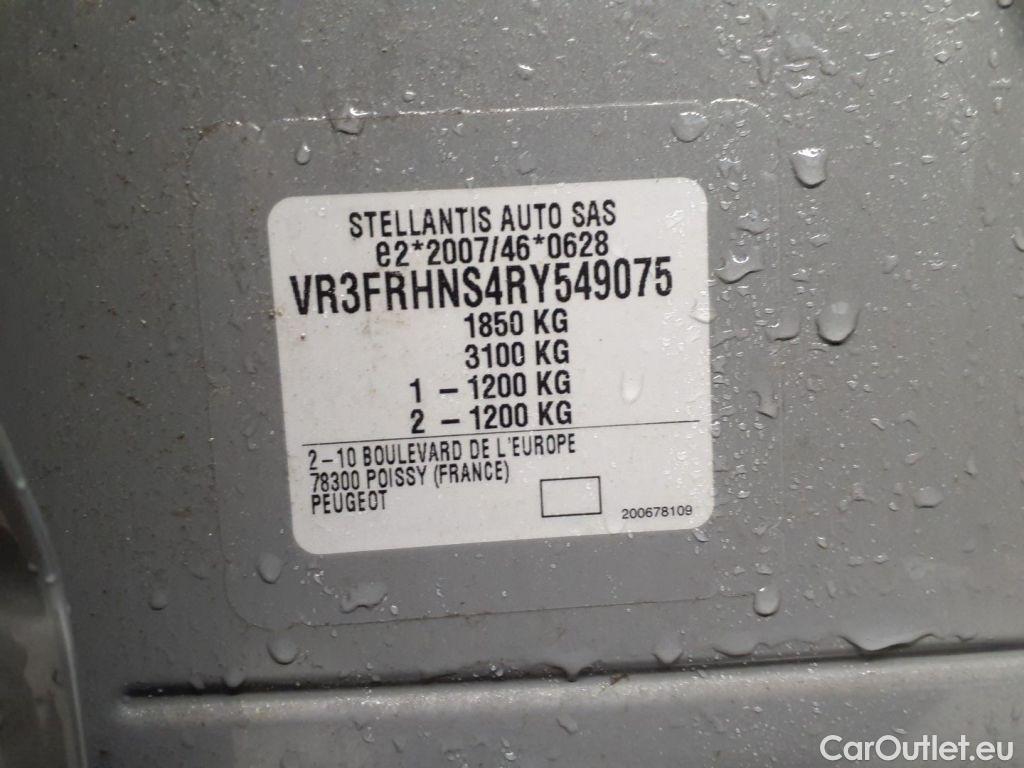 STELLANTIS AUTO SAS
e2*2007/46*0628
VR3FRHNS4RY549075
1850 KG
3100 KG
1 - 1200 KG
2 - 1200 KG
2-10 BOULEVARD DE L'EUROPE
78300 POISSY (FRANCE)
PEUGEOT
200678109
CarOutlet.eu